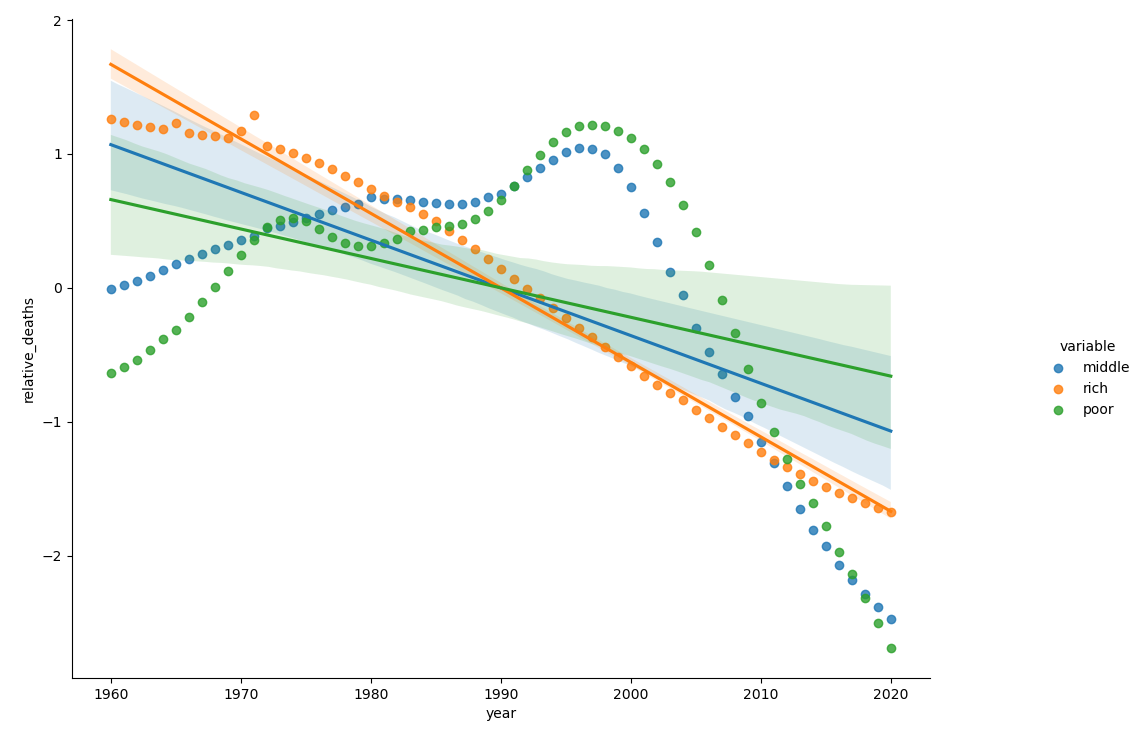 2
1
0
−1
−2
relative_deaths
1960 1970 1980 1990 2000 2010 2020
year
variable
middle
rich
poor